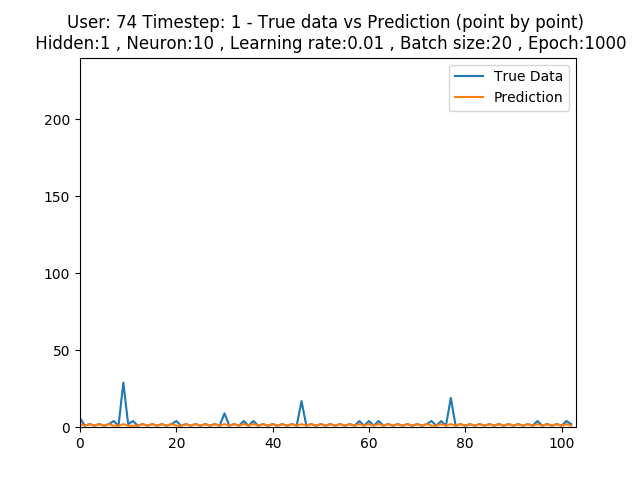 User: 74 Timestep: 1 - True data vs Prediction (point by point)
Hidden:1 , Neuron:10 , Learning rate:0.01 , Batch size:20 , Epoch:1000
True Data
Prediction
200
150
100
50
0
0 20 40 60 80 100